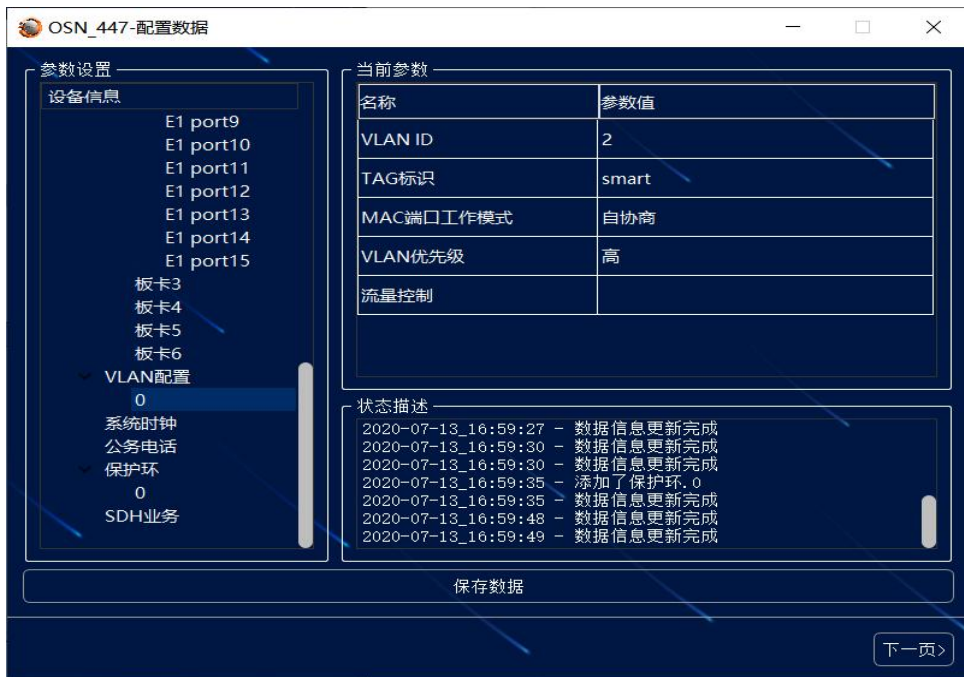 OSN_447-配置数据
参数设置
设备信息
E1 port9
E1 port10
E1 port11
E1 port12
E1 port13
E1 port14
E1 port15
板卡3
板卡4
板卡5
板卡6
VLAN配置
0
系统时钟
公务电话
保护环
0
SDH业务
当前参数
名称 参数值
VLAN ID 2
TAG标识 smart
MAC端口工作模式 自协商
VLAN优先级 高
流量控制
状态描述
2020-07-13_16:59:27 - 数据信息更新完成
2020-07-13_16:59:30 - 数据信息更新完成
2020-07-13_16:59:30 - 数据信息更新完成
2020-07-13_16:59:35 - 添加了保护环.0
2020-07-13_16:59:35 - 数据信息更新完成
2020-07-13_16:59:48 - 数据信息更新完成
2020-07-13_16:59:49 - 数据信息更新完成
保存数据
下一页>